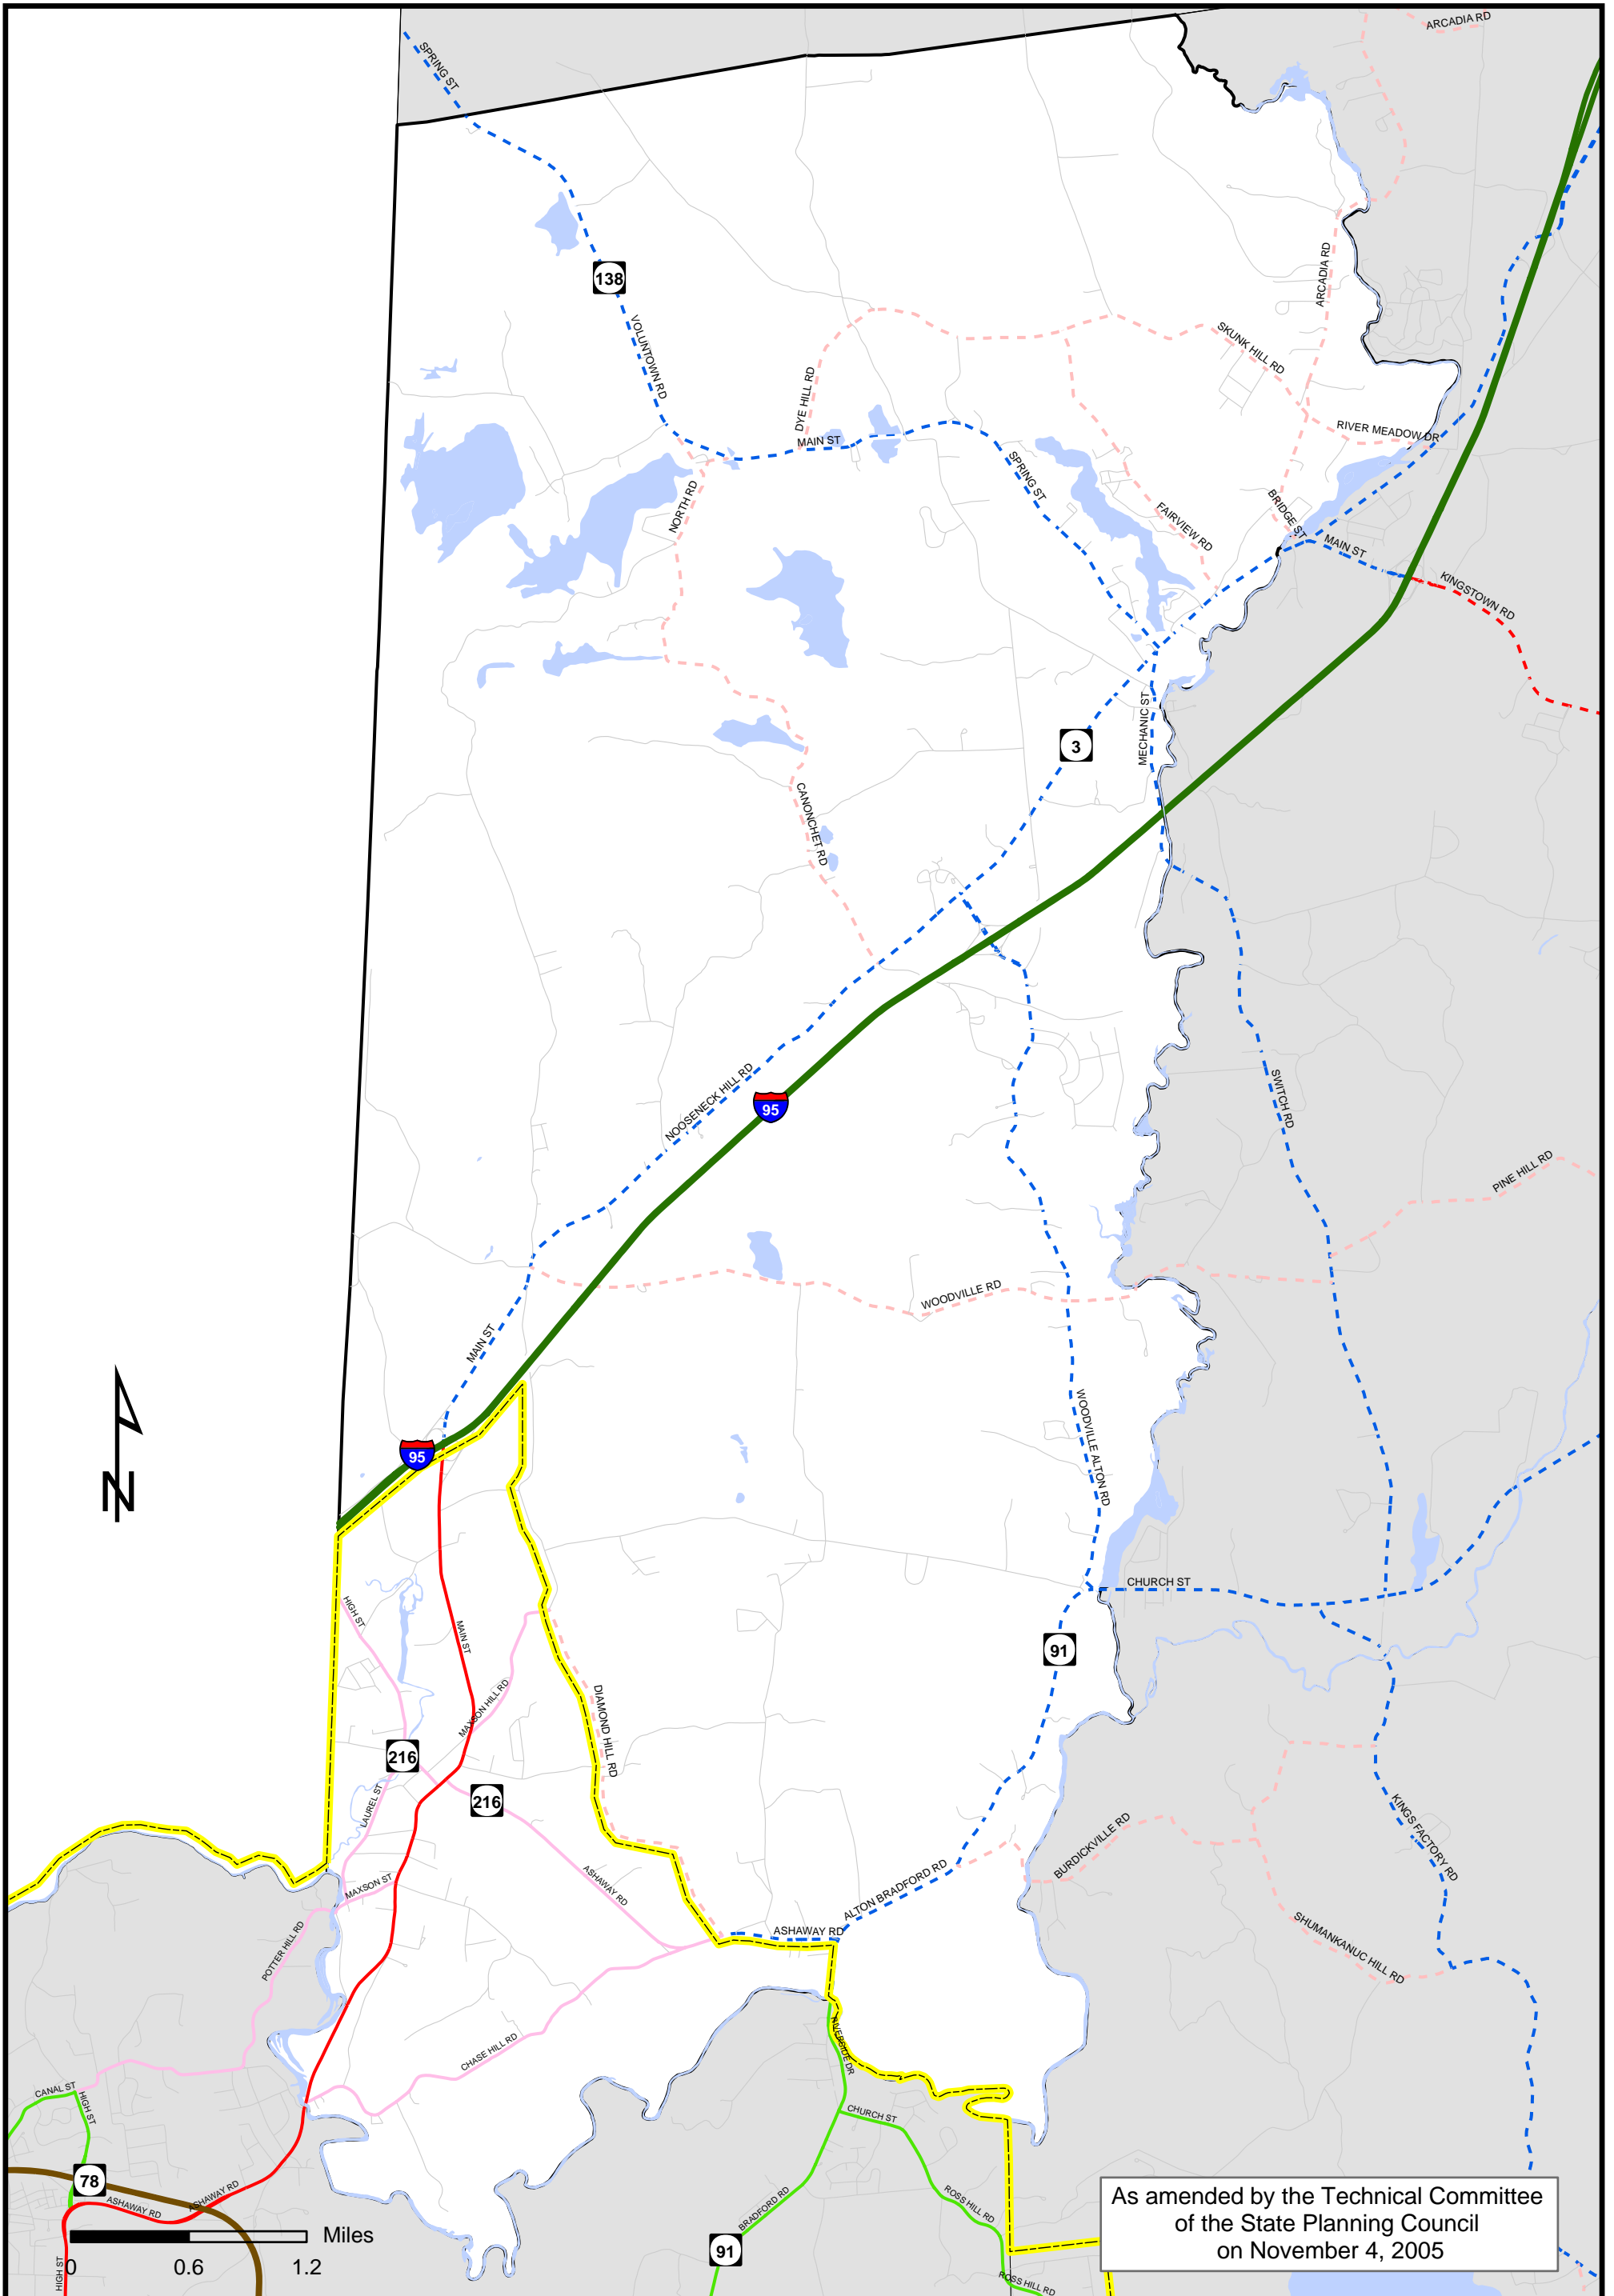 ARCADIA RD
SPRING ST
138
ARCADIA RD
VOLUNTOWN RD
SKUNK HILL RD
DYE HILL RD
RIVER MEADOW DR
MAIN ST
SPRING ST
NORTH RD
BRIDGE ST
FAIRVIEW RD
MAIN ST
KINGSTOWN RD
MECHANIC ST
3
CANONCHET RD
NOOSENECK HILL RD
95
SWITCH RD
PINE HILL RD
WOODVILLE RD
MAIN ST
WOODVILLE ALTON RD
95
N
CHURCH ST
HIGH ST
MAIN ST
91
MAXSON HILL RD
DIAMOND HILL RD
216
216
LAUREL ST
KINGS FACTORY RD
BURDICKVILLE RD
MAXSON ST
ASHAWAY RD
ALTON BRADFORD RD
ASHAWAY RD
SHUMANKANUC HILL RD
POTTER HILL RD
RIVERSIDE DR
CHASE HILL RD
CANAL ST
HIGH ST
CHURCH ST
78
ASHAWAY RD
ASHAWAY RD
BRADFORD RD
ROSS HILL RD
91
ROSS HILL RD
HIGH ST
Miles
0 0.6 1.2
As amended by the Technical Committee
of the State Planning Council
on November 4, 2005